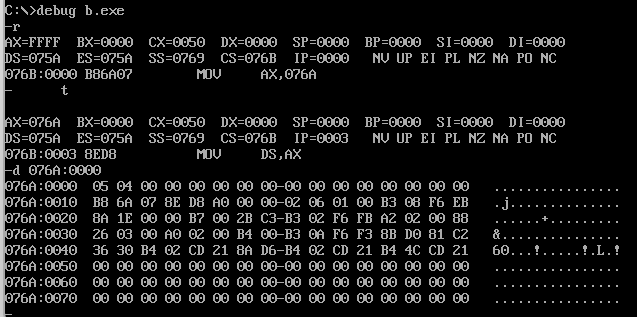 C:\>debug b.exe
-r
AX=FFFF  BX=0000  CX=0050  DX=0000  SP=0000  BP=0000  SI=0000  DI=0000
DS=075A  ES=075A  SS=0769  CS=076B  IP=0000   NV UP EI PL NZ NA PO NC
076B:0000 B86A07        MOV     AX,076A
-      t
AX=076A  BX=0000  CX=0050  DX=0000  SP=0000  BP=0000  SI=0000  DI=0000
DS=075A  ES=075A  SS=0769  CS=076B  IP=0003   NV UP EI PL NZ NA PO NC
076B:0003 8ED8          MOV     DS,AX
-d 076A:0000
076A:0000  05 04 00 00 00 00 00 00-00 00 00 00 00 00 00 00   ................
076A:0010  B8 6A 07 8E D8 A0 00 00-02 06 01 00 B3 08 F6 EB   .j..............
076A:0020  8A 1E 00 00 B7 00 2B C3-B3 02 F6 FB A2 02 00 88   ......+.........
076A:0030  26 03 00 A0 02 00 B4 00-B3 0A F6 F3 8B D0 81 C2   &...............
076A:0040  36 30 B4 02 CD 21 8A D6-B4 02 CD 21 B4 4C CD 21   60...!.....!.L.!
076A:0050  00 00 00 00 00 00 00 00-00 00 00 00 00 00 00 00   ................
076A:0060  00 00 00 00 00 00 00 00-00 00 00 00 00 00 00 00   ................
076A:0070  00 00 00 00 00 00 00 00-00 00 00 00 00 00 00 00   ................
-